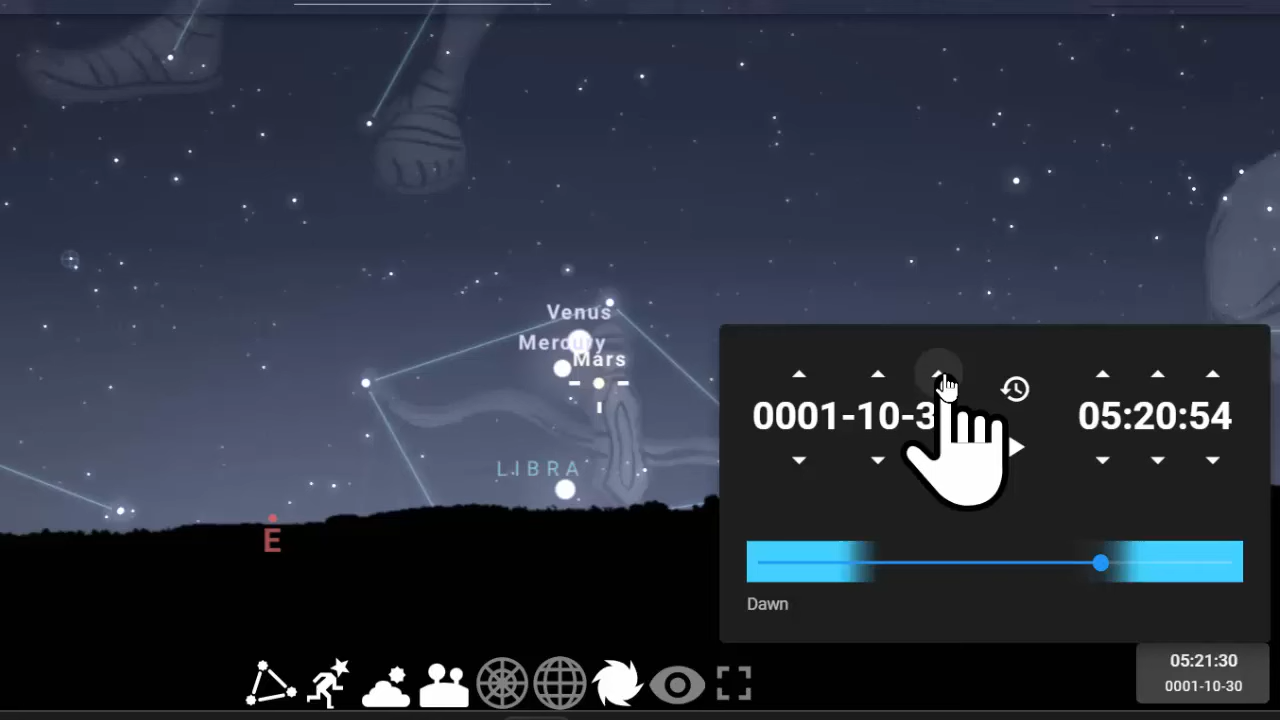 Venus
Mercury
Mars
LIBRA
E
0001-10-3
05:20:54
Dawn
05:21:30
0001-10-30